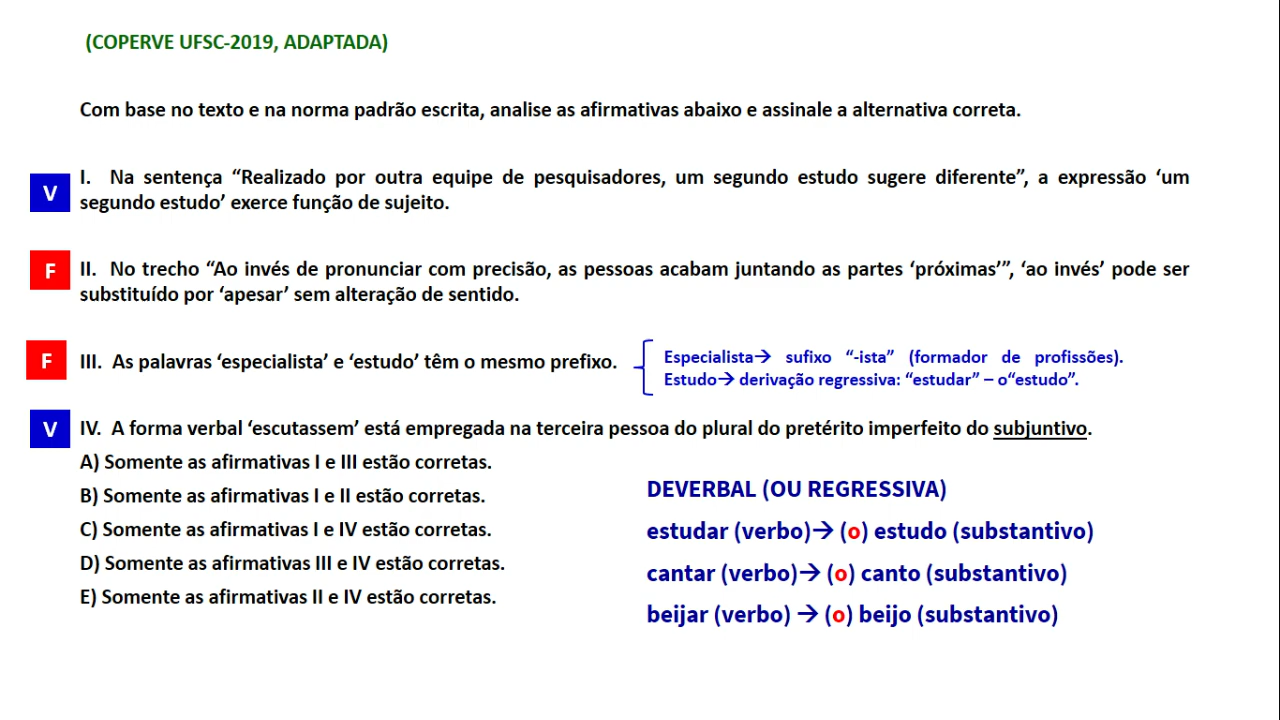 (COPERVE UFSC-2019, ADAPTADA)
Com base no texto e na norma padrão escrita, analise as afirmativas abaixo e assinale a alternativa correta.
V
I. Na sentença “Realizado por outra equipe de pesquisadores, um segundo estudo sugere diferente”, a expressão ‘um
segundo estudo’ exerce função de sujeito.
F
II. No trecho “Ao invés de pronunciar com precisão, as pessoas acabam juntando as partes ‘próximas’”, ‘ao invés’ pode ser
substituído por ‘apesar’ sem alteração de sentido.
F
III. As palavras ‘especialista’ e ‘estudo’ têm o mesmo prefixo.
Especialista→ sufixo “-ista” (formador de profissões).
Estudo→ derivação regressiva: “estudar” – o“estudo”.
V
IV. A forma verbal ‘escutassem’ está empregada na terceira pessoa do plural do pretérito imperfeito do subjuntivo.
A) Somente as afirmativas I e III estão corretas.
B) Somente as afirmativas I e II estão corretas.
C) Somente as afirmativas I e IV estão corretas.
D) Somente as afirmativas III e IV estão corretas.
E) Somente as afirmativas II e IV estão corretas.
DEVERBAL (OU REGRESSIVA)
estudar (verbo)→ (o) estudo (substantivo)
cantar (verbo)→ (o) canto (substantivo)
beijar (verbo) → (o) beijo (substantivo)